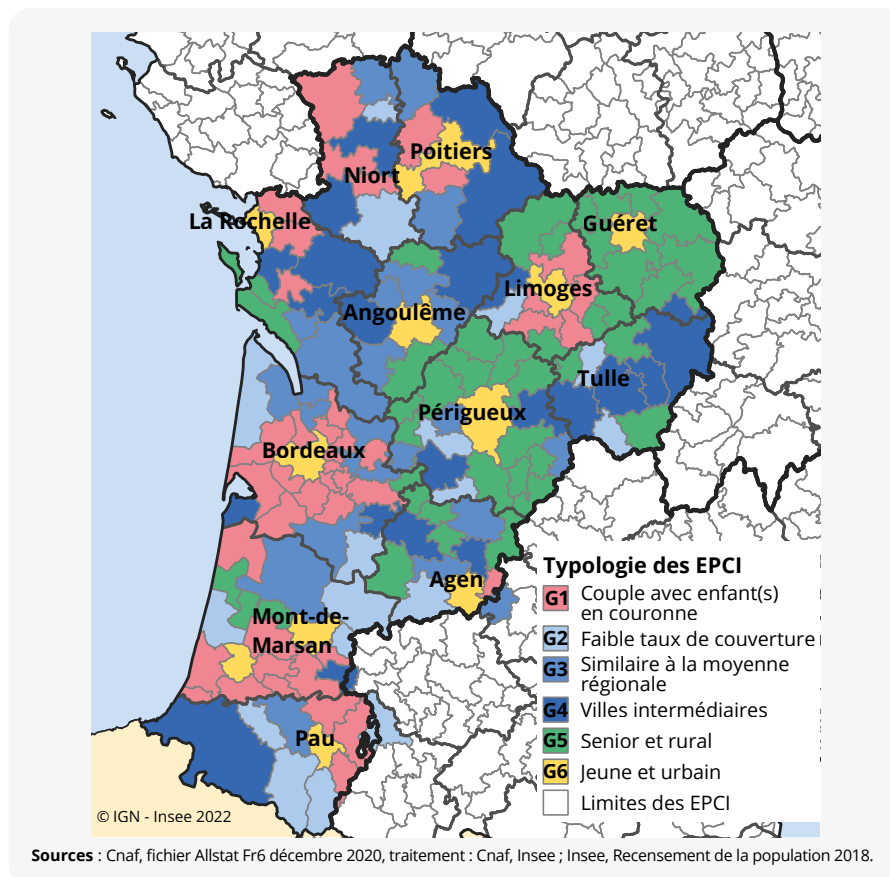 Poitiers
Niort
La Rochelle
Guéret
Limoges
Angoulême
Tulle
Périgueux
Bordeaux
Agen
Mont-de-
Marsan
Pau
Typologie des EPCI
G1 Couple avec enfant(s)
en couronne
G2 Faible taux de couverture
G3 Similaire à la moyenne
régionale
G4 Villes intermédiaires
G5 Senior et rural
G6 Jeune et urbain
Limites des EPCI
© IGN - Insee 2022
Sources : Cnaf, fichier Allstat Fr6 décembre 2020, traitement : Cnaf, Insee ; Insee, Recensement de la population 2018.